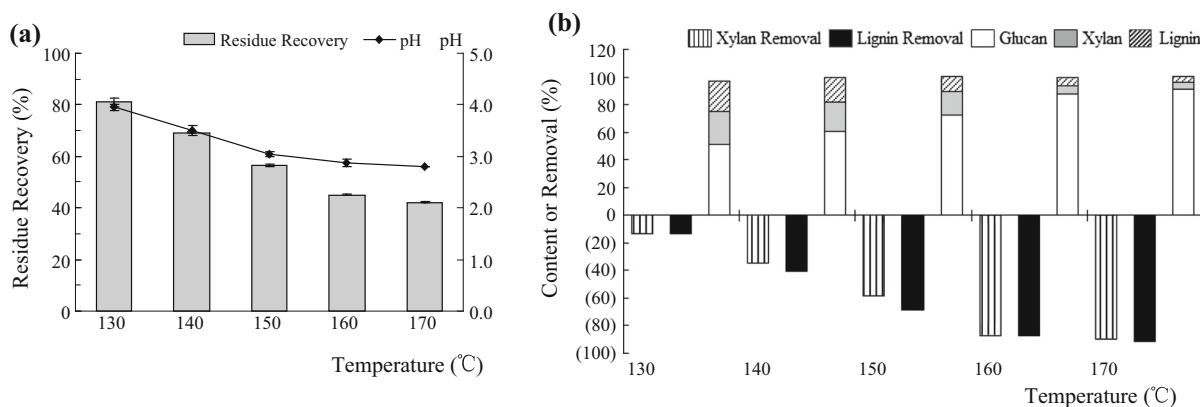 (a)
Residue Recovery pH pH
100
80
60
40
20
0
Residue Recovery (%)
5.0
4.0
3.0
2.0
1.0
0.0
130 140 150 160 170
Temperature (℃)
(b)
Xylan Removal Lignin Removal Glucan Xylan Lignin
120
100
80
60
40
20
0
(20)
(40)
(60)
(80)
(100)
Content or Removal (%)
130 140 150 160 170
Temperature (℃)